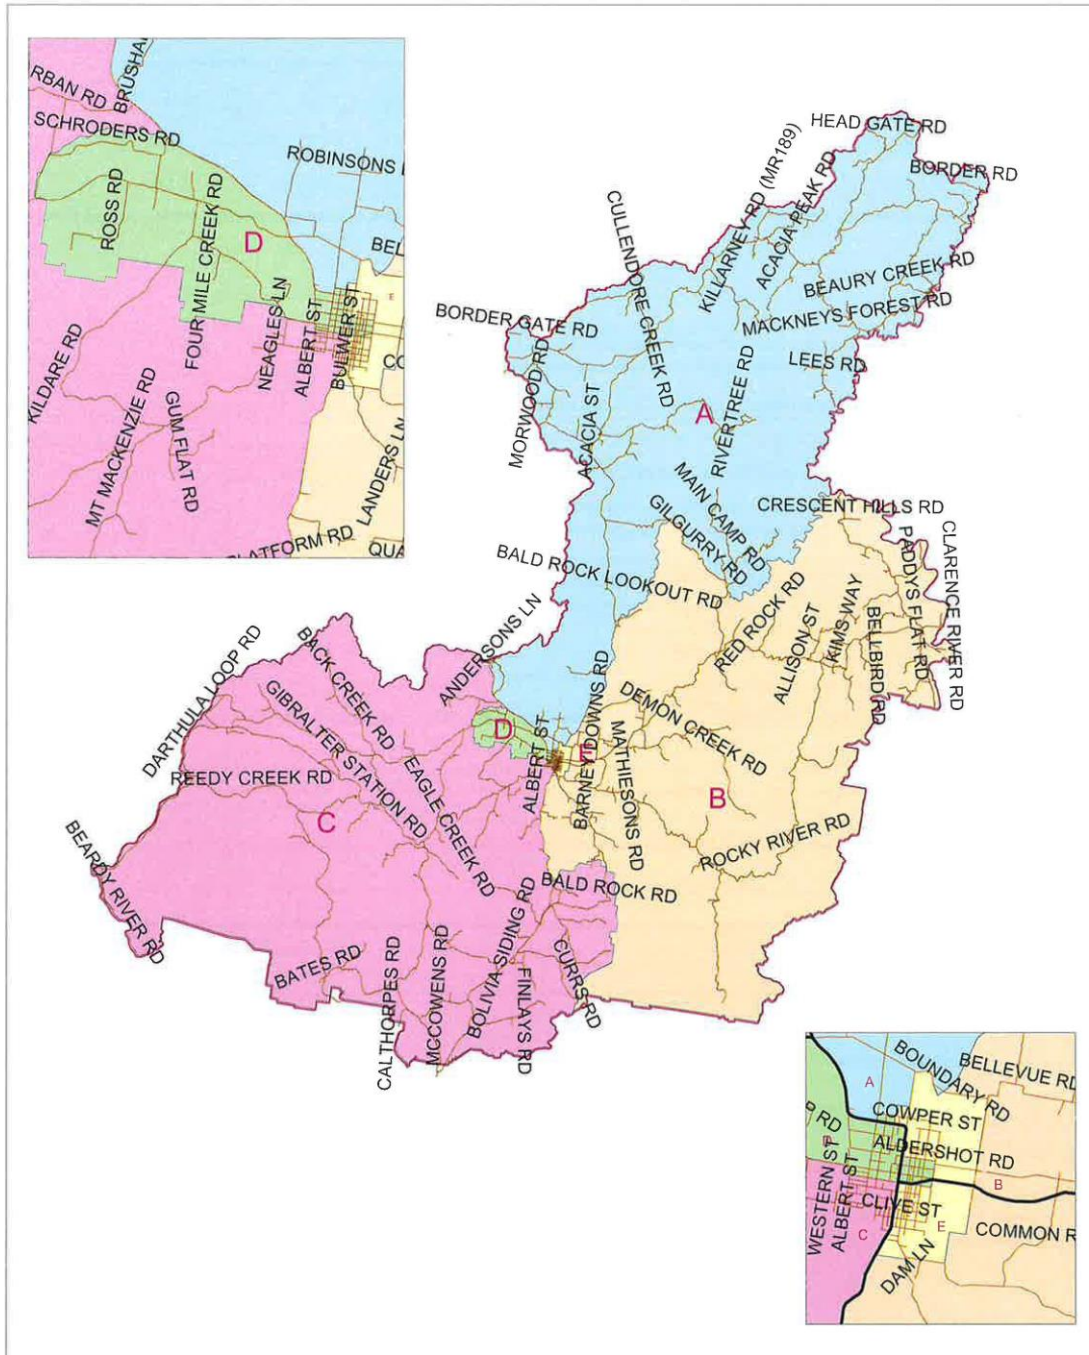 RBAN RD
BRUSHA
SCHRODERS RD
ROBINSONS
ROSS RD
FOUR MILE CREEK RD
D
BEL
E
NEAGLES LN
ALBERT ST
BULWER ST
CO
KILDARE RD
MT MACKENZIE RD
GUM FLAT RD
LANDERS LN
LATFORM RD
QUA
HEAD GATE RD
BORDER RD
KILLARNEY RD (MR189)
ACACIA PEAK RD
CULLENDORE CREEK RD
BEAURY CREEK RD
MACKNEYS FOREST RD
BORDER GATE RD
LEES RD
MORWOOD RD
ACACIA ST
A
RIVERTREE RD
MAIN CAMP RD
GILGURRY RD
CRESCENT HILLS RD
PADDYS FLAT RD
CLARENCE RIVER RD
BALD ROCK LOOKOUT RD
RED ROCK RD
ALLISON ST
KIMS WAY
BELLBIRD RD
ANDERSONS LN
BACK CREEK RD
DARTHULA LOOP RD
GIBRALTER STATION RD
DEMON CREEK RD
D
ALBERT ST
E
BARNEY DOWNS RD
MATHIESONS RD
REEDY CREEK RD
EAGLE CREEK RD
C
B
ROCKY RIVER RD
BEARDY RIVER RD
BALD ROCK RD
BATES RD
CALTHORPES RD
MCCOWENS RD
BOLIVIA SIDING RD
FINLAYS RD
CURRS RD
A
BOUNDARY RD
BELLEVUE RD
COWPER ST
P RD
D
ALDERSHOT RD
WESTERN ST
ALBERT ST
B
CLIVE ST
C
E
COMMON R
DAM LN